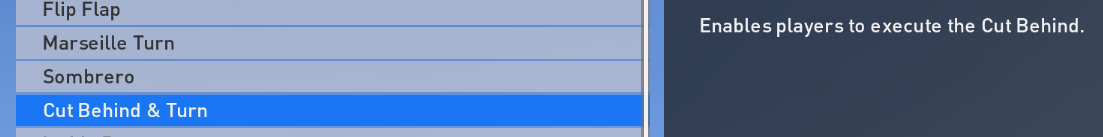 Flip Flap
Marseille Turn
Sombrero
Cut Behind & Turn
Enables players to execute the Cut Behind.